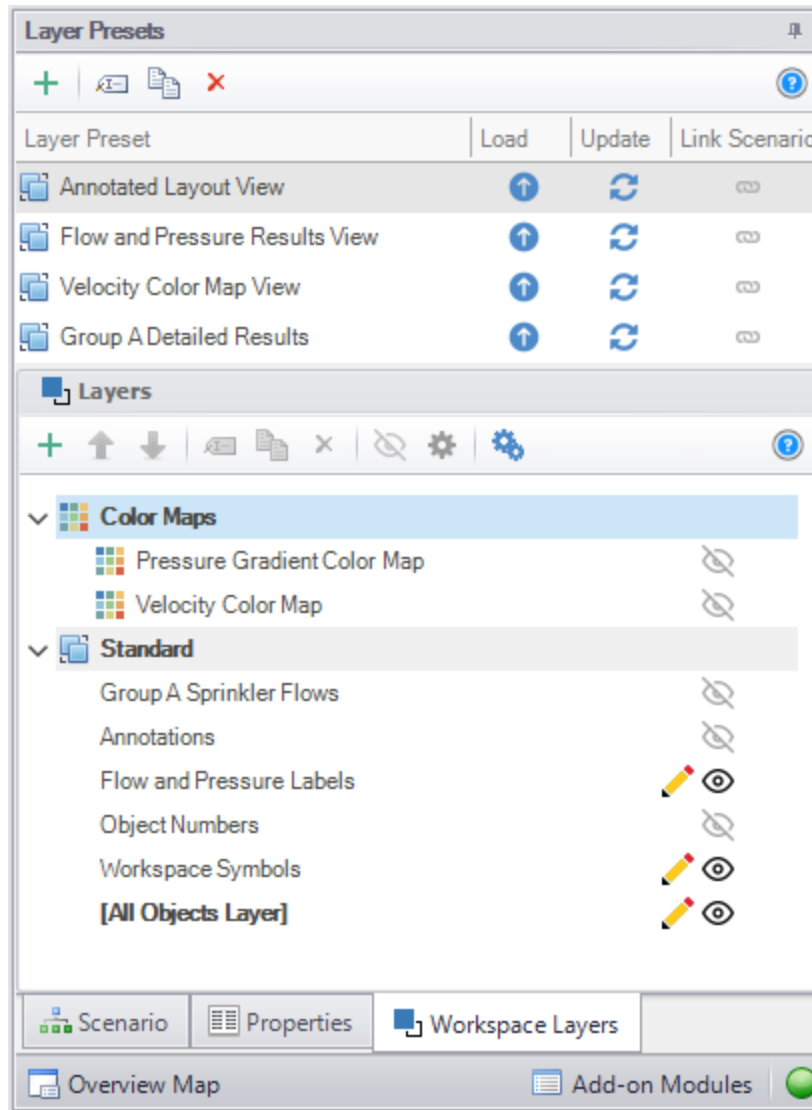 Layer Presets
Layer Preset Load Update Link Scenario
Annotated Layout View
Flow and Pressure Results View
Velocity Color Map View
Group A Detailed Results
Layers
Color Maps
Pressure Gradient Color Map
Velocity Color Map
Standard
Group A Sprinkler Flows
Annotations
Flow and Pressure Labels
Object Numbers
Workspace Symbols
[All Objects Layer]
Scenario Properties Workspace Layers
Overview Map Add-on Modules